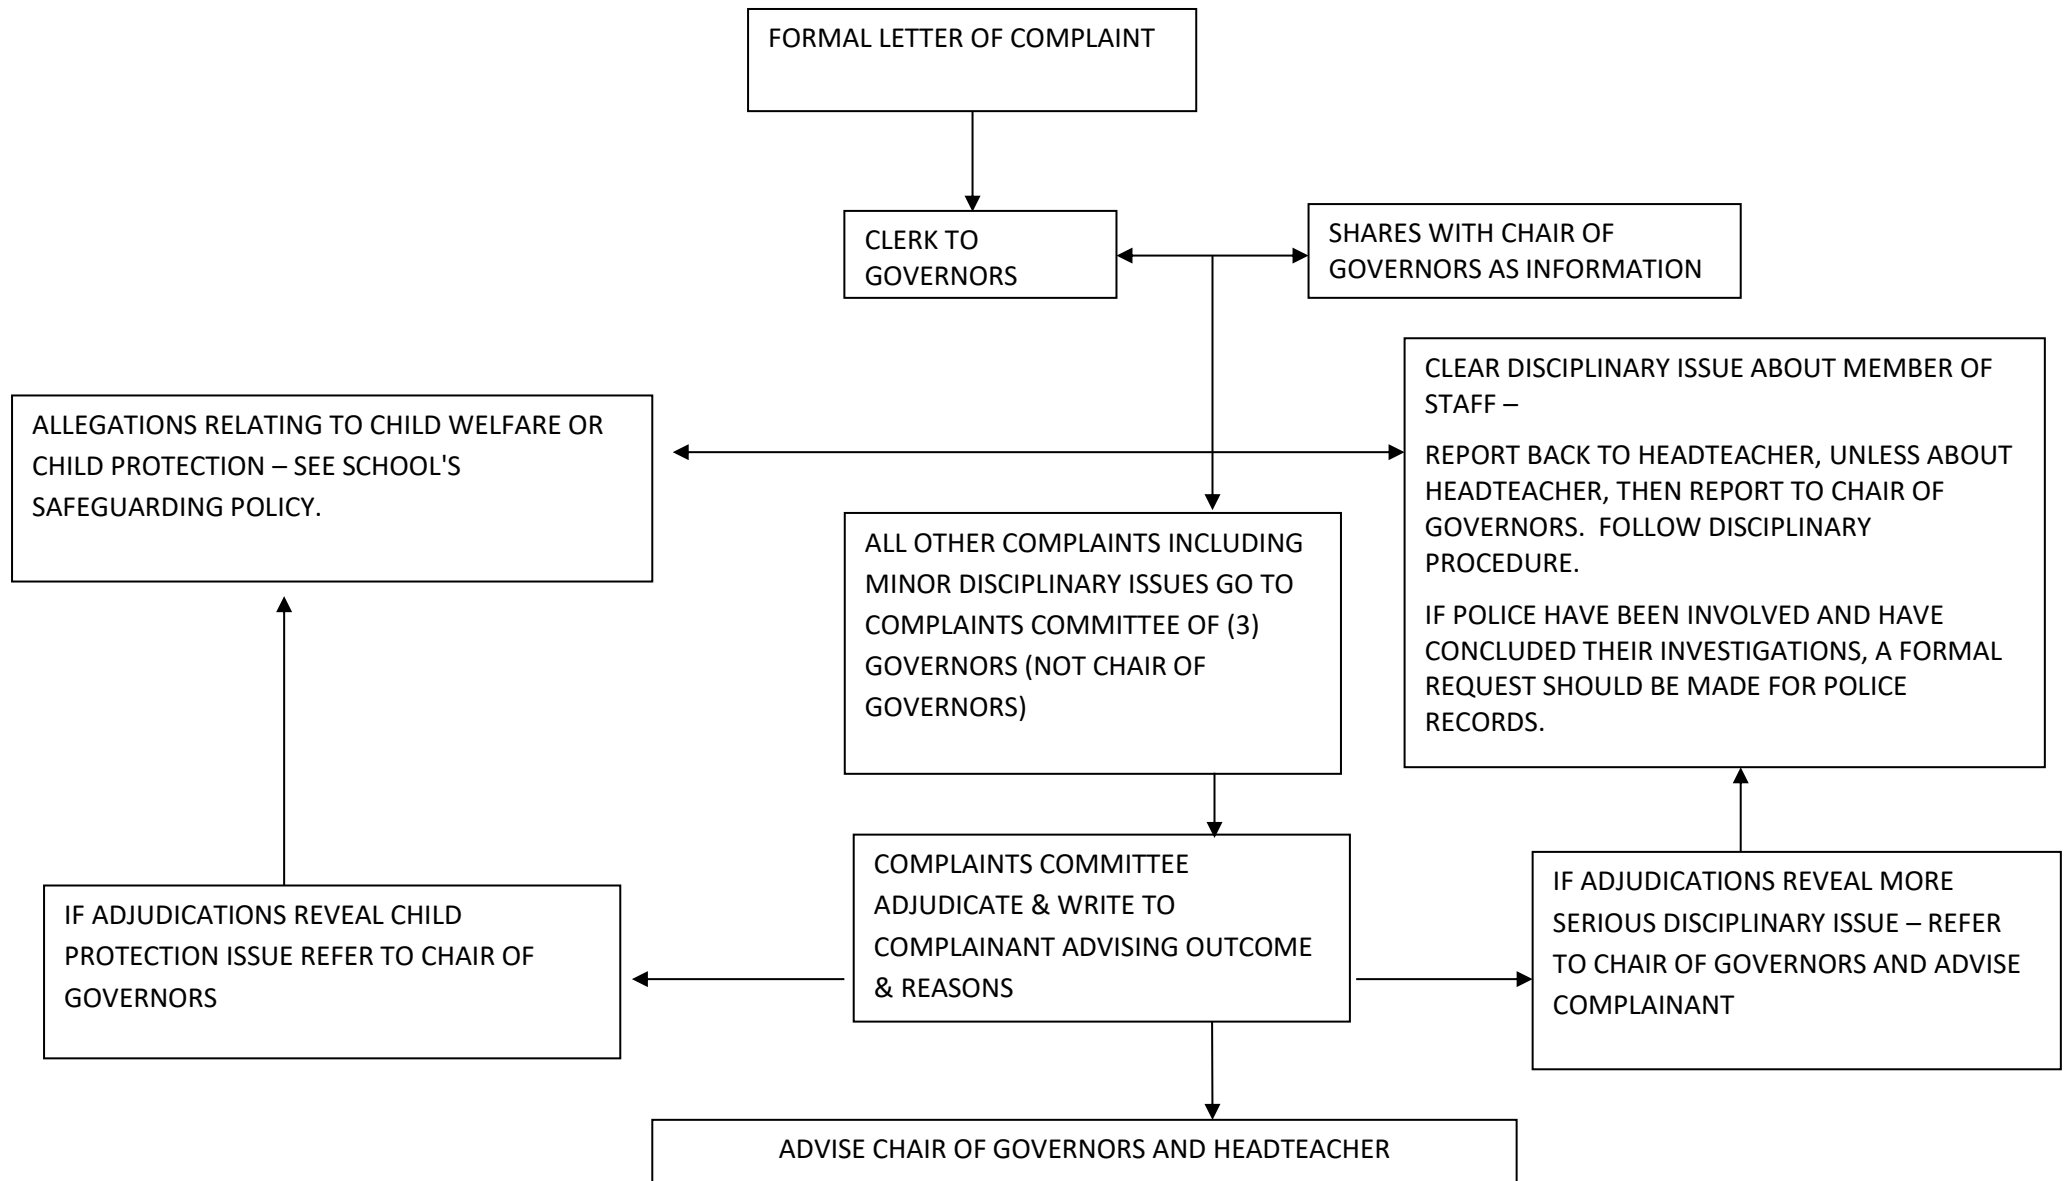 FORMAL LETTER OF COMPLAINT
CLERK TO
GOVERNORS
SHARES WITH CHAIR OF
GOVERNORS AS INFORMATION
ALLEGATIONS RELATING TO CHILD WELFARE OR
CHILD PROTECTION – SEE SCHOOL'S
SAFEGUARDING POLICY.
CLEAR DISCIPLINARY ISSUE ABOUT MEMBER OF
STAFF –
REPORT BACK TO HEADTEACHER, UNLESS ABOUT
HEADTEACHER, THEN REPORT TO CHAIR OF
GOVERNORS.  FOLLOW DISCIPLINARY
PROCEDURE.
IF POLICE HAVE BEEN INVOLVED AND HAVE
CONCLUDED THEIR INVESTIGATIONS, A FORMAL
REQUEST SHOULD BE MADE FOR POLICE
RECORDS.
ALL OTHER COMPLAINTS INCLUDING
MINOR DISCIPLINARY ISSUES GO TO
COMPLAINTS COMMITTEE OF (3)
GOVERNORS (NOT CHAIR OF
GOVERNORS)
IF ADJUDICATIONS REVEAL CHILD
PROTECTION ISSUE REFER TO CHAIR OF
GOVERNORS
COMPLAINTS COMMITTEE
ADJUDICATE & WRITE TO
COMPLAINANT ADVISING OUTCOME
& REASONS
IF ADJUDICATIONS REVEAL MORE
SERIOUS DISCIPLINARY ISSUE – REFER
TO CHAIR OF GOVERNORS AND ADVISE
COMPLAINANT
ADVISE CHAIR OF GOVERNORS AND HEADTEACHER